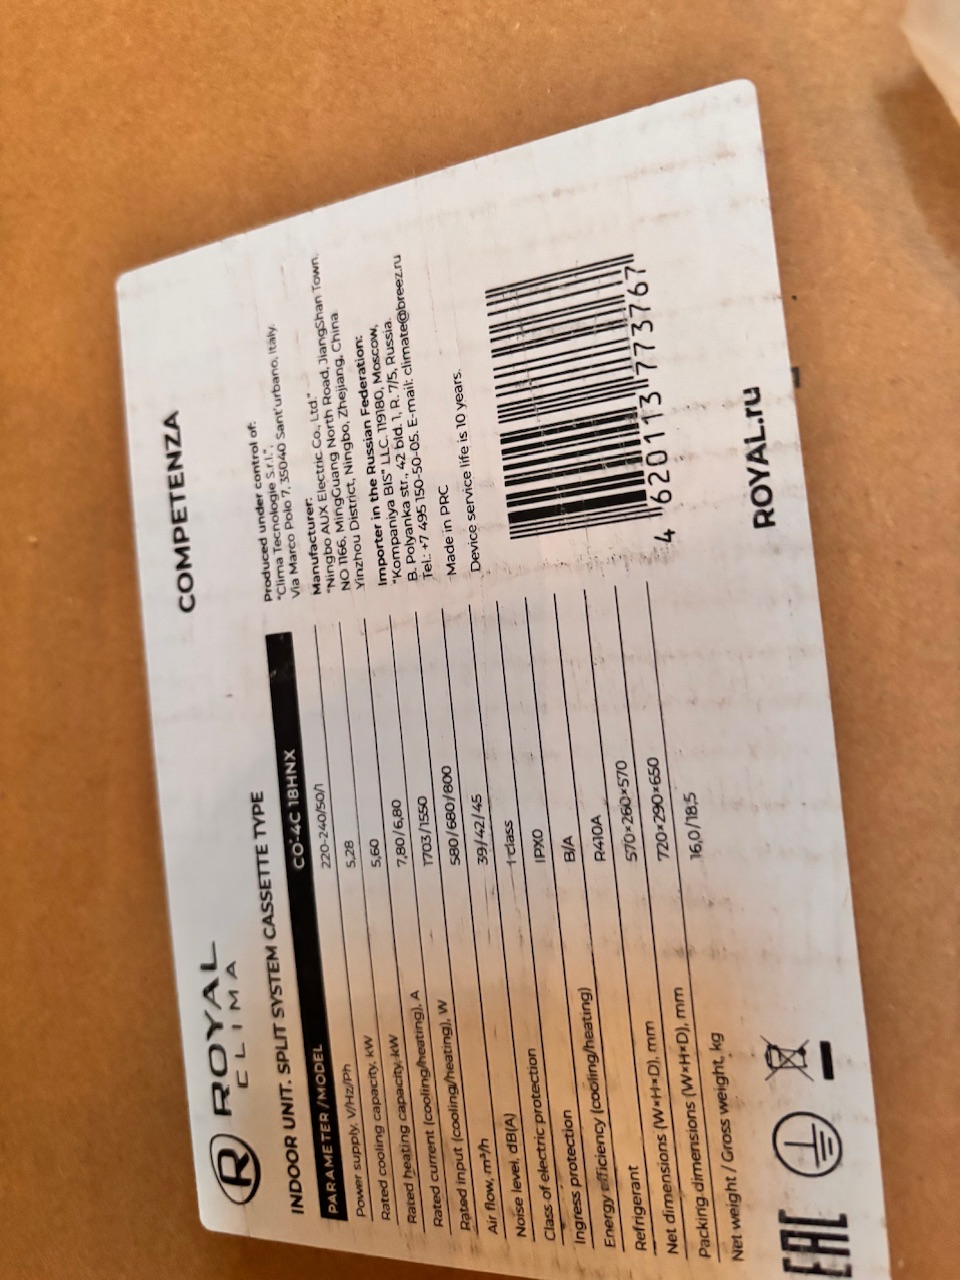 ROYAL
CLIMA
COMPETENZA
INDOOR UNIT. SPLIT SYSTEM CASSETTE TYPE
PARAMETER / MODEL CO-4C 18HNX
Power supply, V/Hz/Ph 220-240/50/1
Rated cooling capacity, kW 5,28
Rated heating capacity, kW 5,60
Rated current (cooling/heating), A 7,80/6,80
Rated input (cooling/heating), W 1703/1550
Air flow, m³/h 580/680/800
Noise level, dB(A) 39/42/45
Class of electric protection 1 class
Ingress protection IPX0
Energy efficiency (cooling/heating) B/A
Refrigerant R410A
Net dimensions (W×H×D), mm 570×260×570
Packing dimensions (W×H×D), mm 720×290×650
Net weight / Gross weight, kg 16,0/18,5
Produced under control of:
"Clima Tecnologie S.r.l.",
Via Marco Polo 7, 35040 Sant'urbano, Italy.
Manufacturer:
"Ningbo AUX Electric Co., Ltd."
NO 1166, MingGuang North Road, JiangShan Town,
Yinzhou District, Ningbo, Zhejiang, China
Importer in the Russian Federation:
"Kompaniya BIS" LLC. 119180, Moscow,
B. Polyanka str., 42 bld. 1, R. 7/5, Russia.
Tel.: +7 495 150-50-05. E-mail: climate@breez.ru
Made in PRC
Device service life is 10 years.
4 620113 773767
EAC
ROYAL.ru